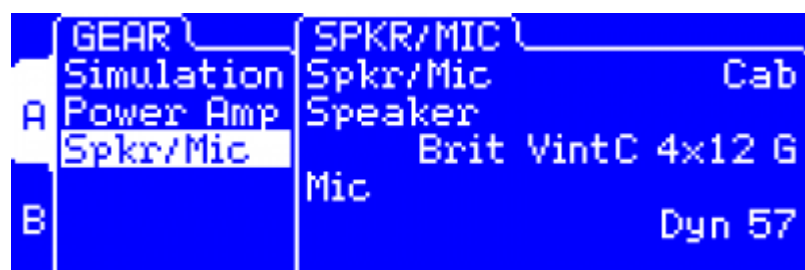 GEAR SPKR/MIC
Simulation Spkr/Mic Cab
A Power Amp Speaker
Spkr/Mic Brit VintC 4x12 G
Mic
B Dyn 57